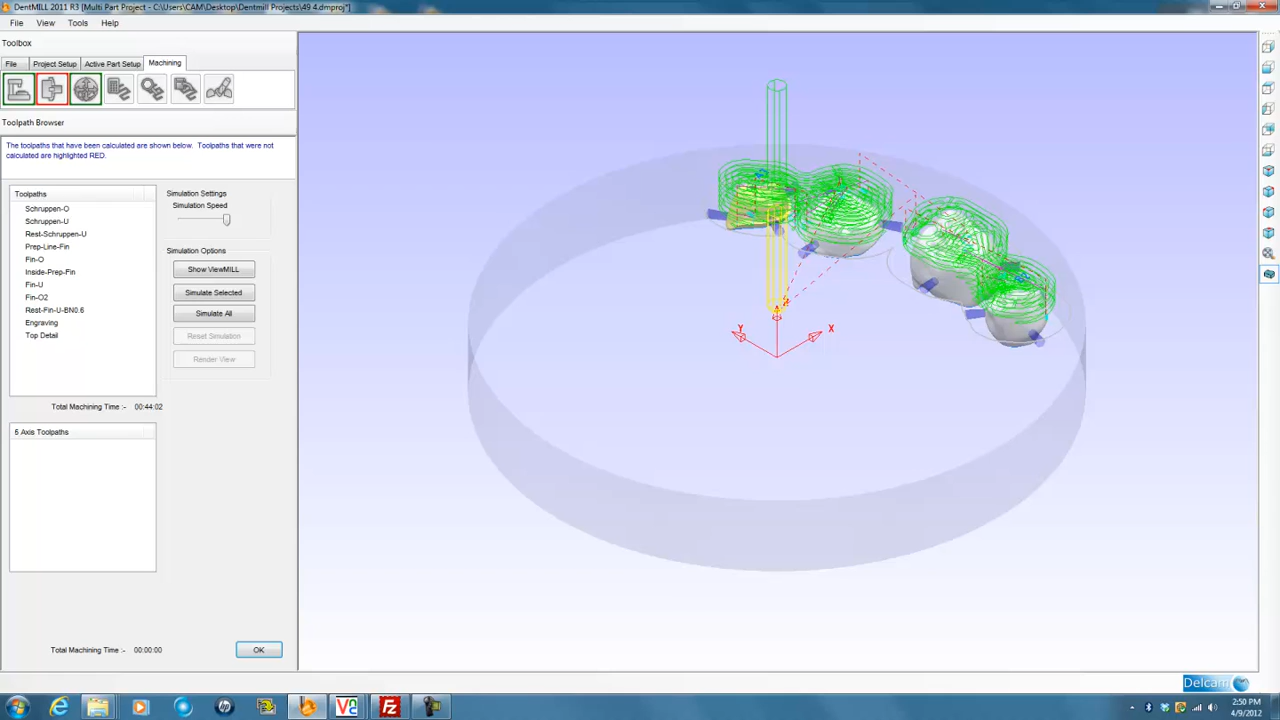 DentMILL 2011 R3 [Multi Part Project - C:\Users\CAM\Desktop\Dentmill Projects\49 4.dmproj*]
File View Tools Help
Toolbox
File Project Setup Active Part Setup Machining
Toolpath Browser
The toolpaths that have been calculated are shown below. Toolpaths that were not
calculated are highlighted RED.
Toolpaths
Schruppen-O
Schruppen-U
Rest-Schruppen-U
Prep-Line-Fin
Fin-O
Inside-Prep-Fin
Fin-U
Fin-O2
Rest-Fin-U-BN0.6
Engraving
Top Detail
Simulation Settings
Simulation Speed
Simulation Options
Show ViewMILL
Simulate Selected
Simulate All
Reset Simulation
Render View
Total Machining Time :- 00:44:02
5 Axis Toolpaths
Total Machining Time :- 00:00:00
OK
Y
X
Delcam
2:50 PM
4/9/2012